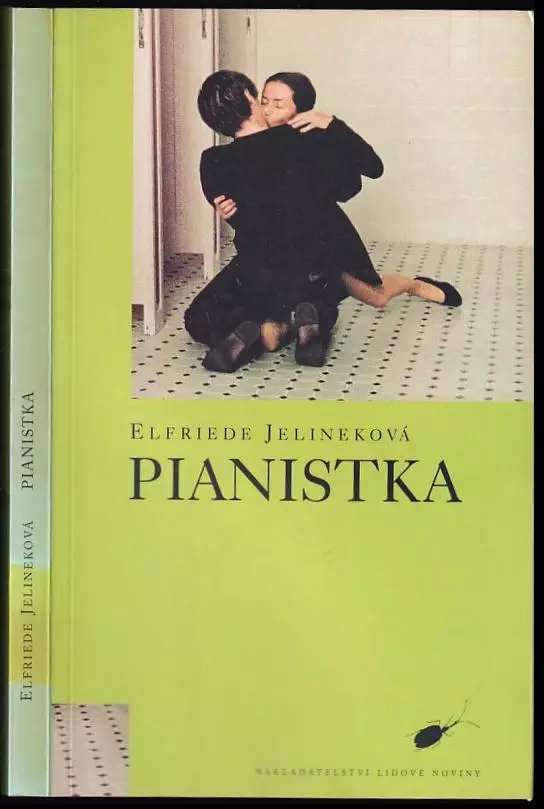 ELFRIEDE JELINEKOVÁ PIANISTKA
ELFRIEDE JELINEKOVÁ
PIANISTKA
NAKLADATELSTVÍ LIDOVÉ NOVINY